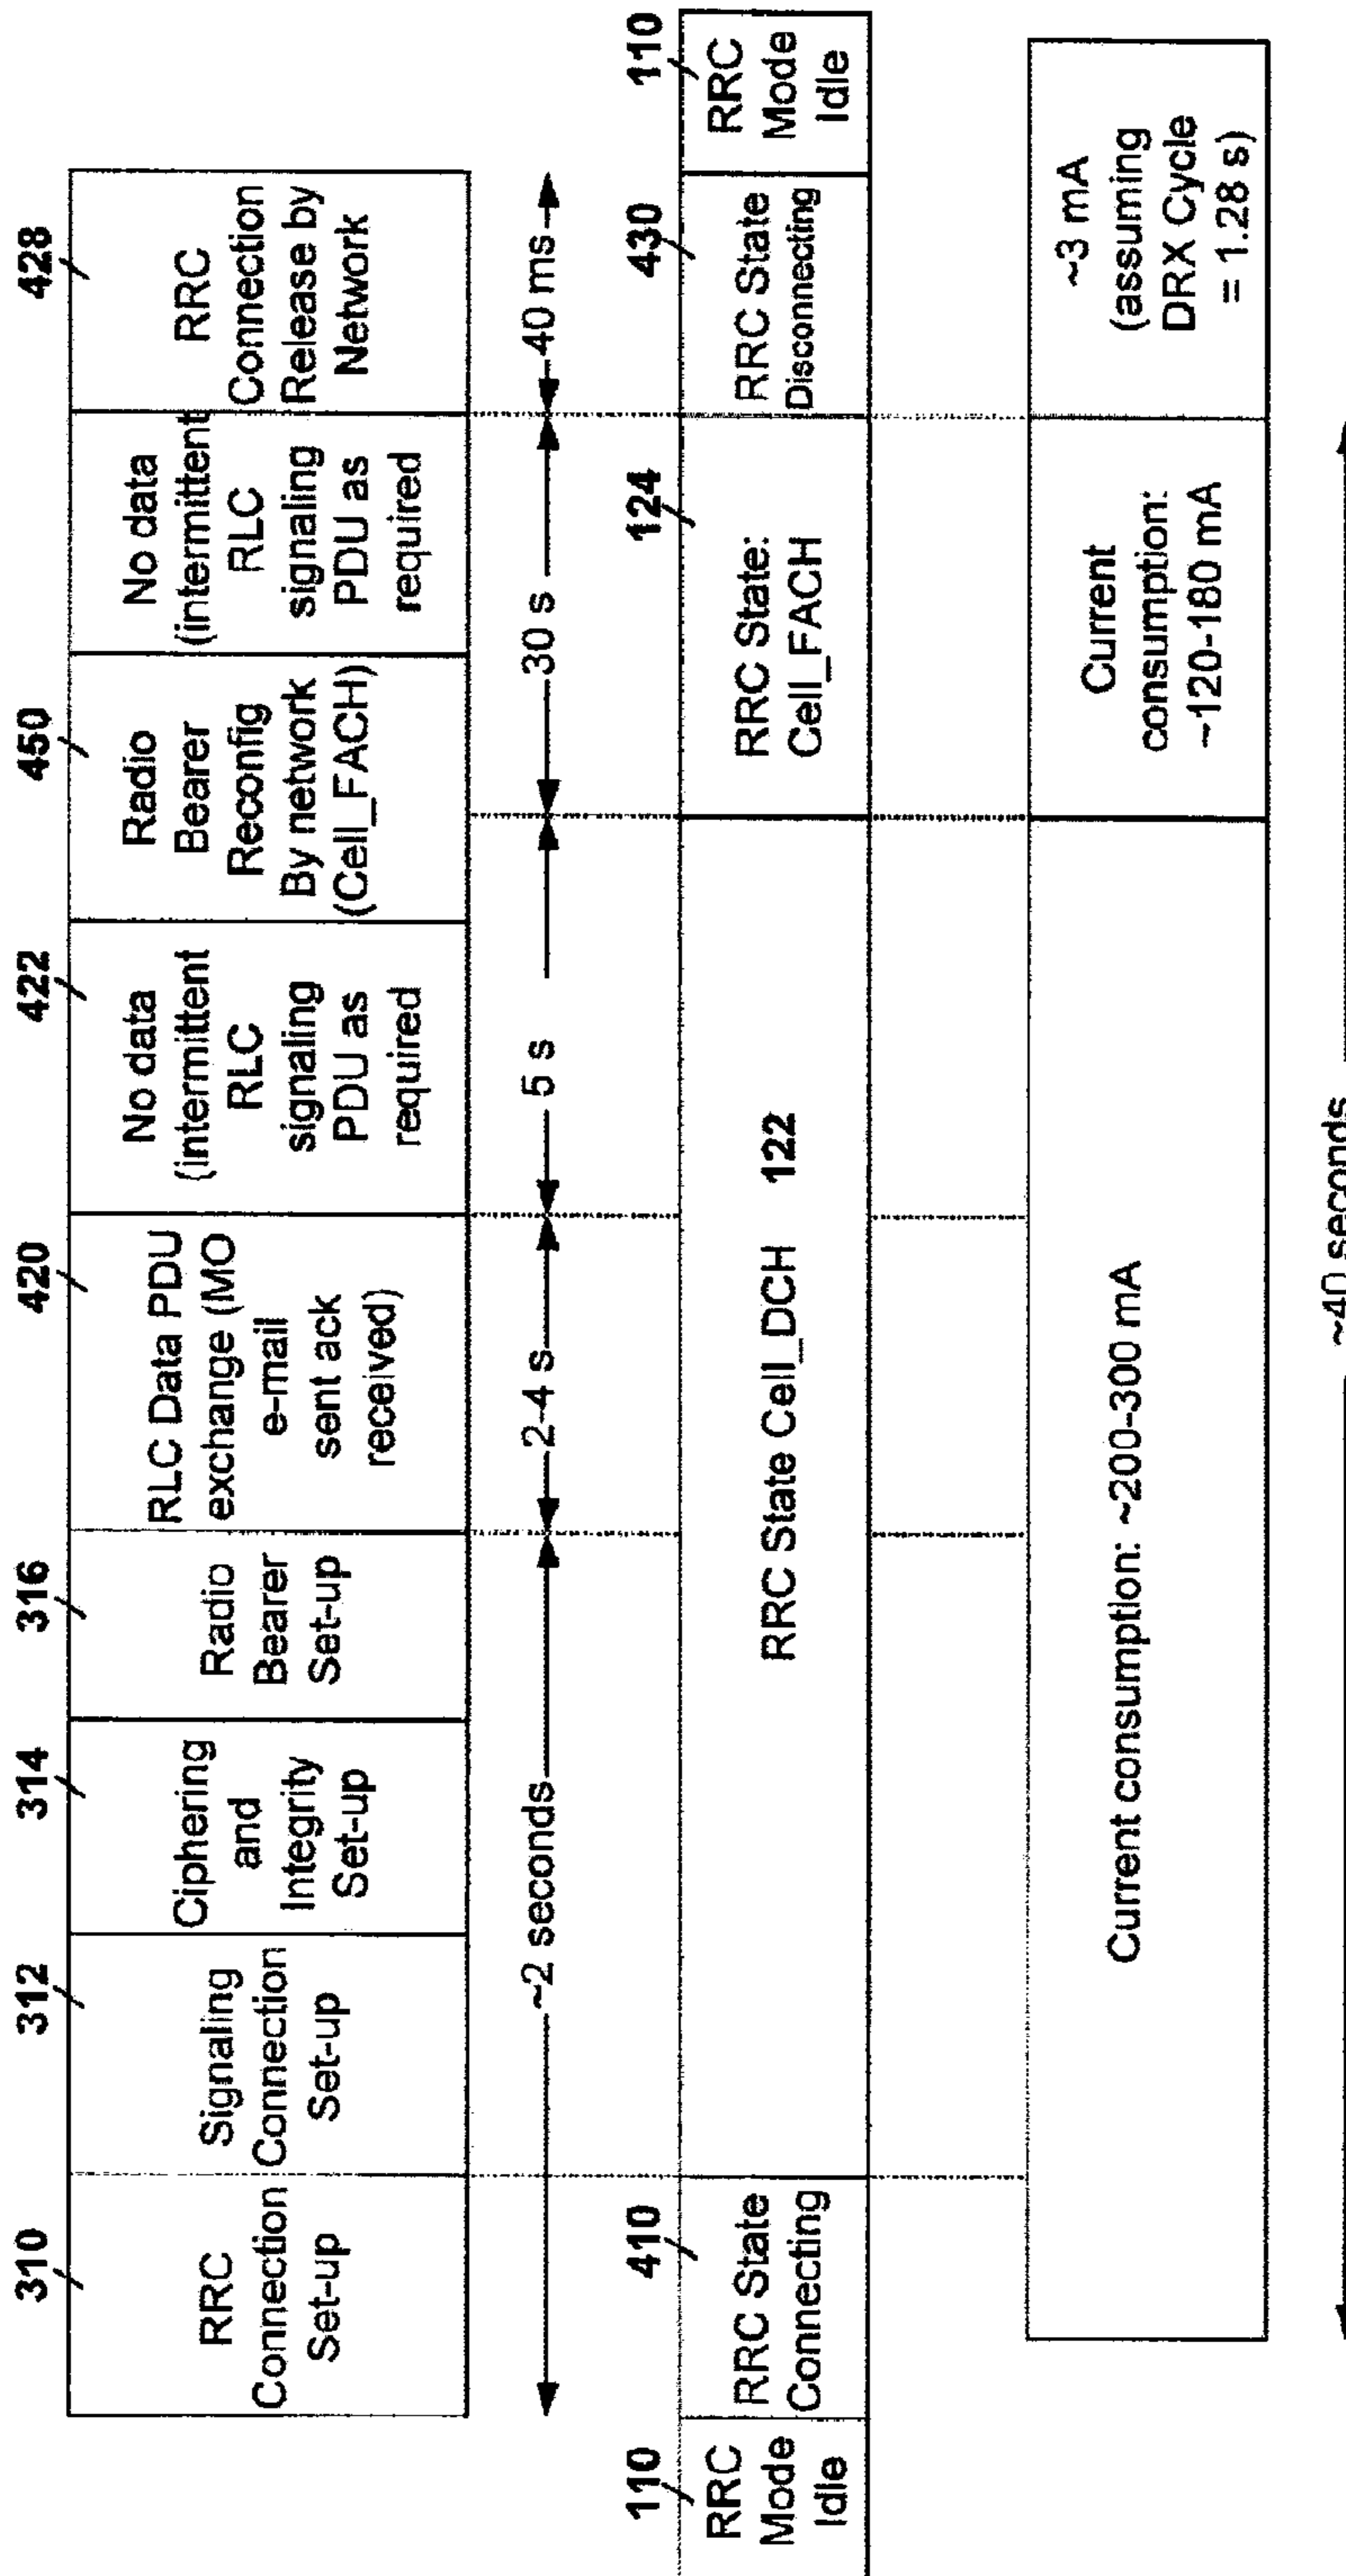 310
312
314
316
420
422
450
428
RRC
Connection
Set-up
Signaling
Connection
Set-up
Ciphering
and
Integrity
Set-up
Radio
Bearer
Set-up
RLC Data PDU
exchange (MO
e-mail
sent ack
received)
No data
(intermittent
RLC
signaling
PDU as
required
Radio
Bearer
Reconfig
By network
(Cell_FACH)
No data
(intermittent
RLC
signaling
PDU as
required
RRC
Connection
Release by
Network
~2 seconds
2-4 s
5 s
30 s
40 ms
110
410
124
430
110
RRC
Mode
Idle
RRC State
Connecting
RRC State Cell_DCH 122
RRC State:
Cell_FACH
RRC State
Disconnecting
RRC
Mode
Idle
Current consumption: ~200-300 mA
Current
consumption:
~120-180 mA
~3 mA
(assuming
DRX Cycle
= 1.28 s)
~40 seconds